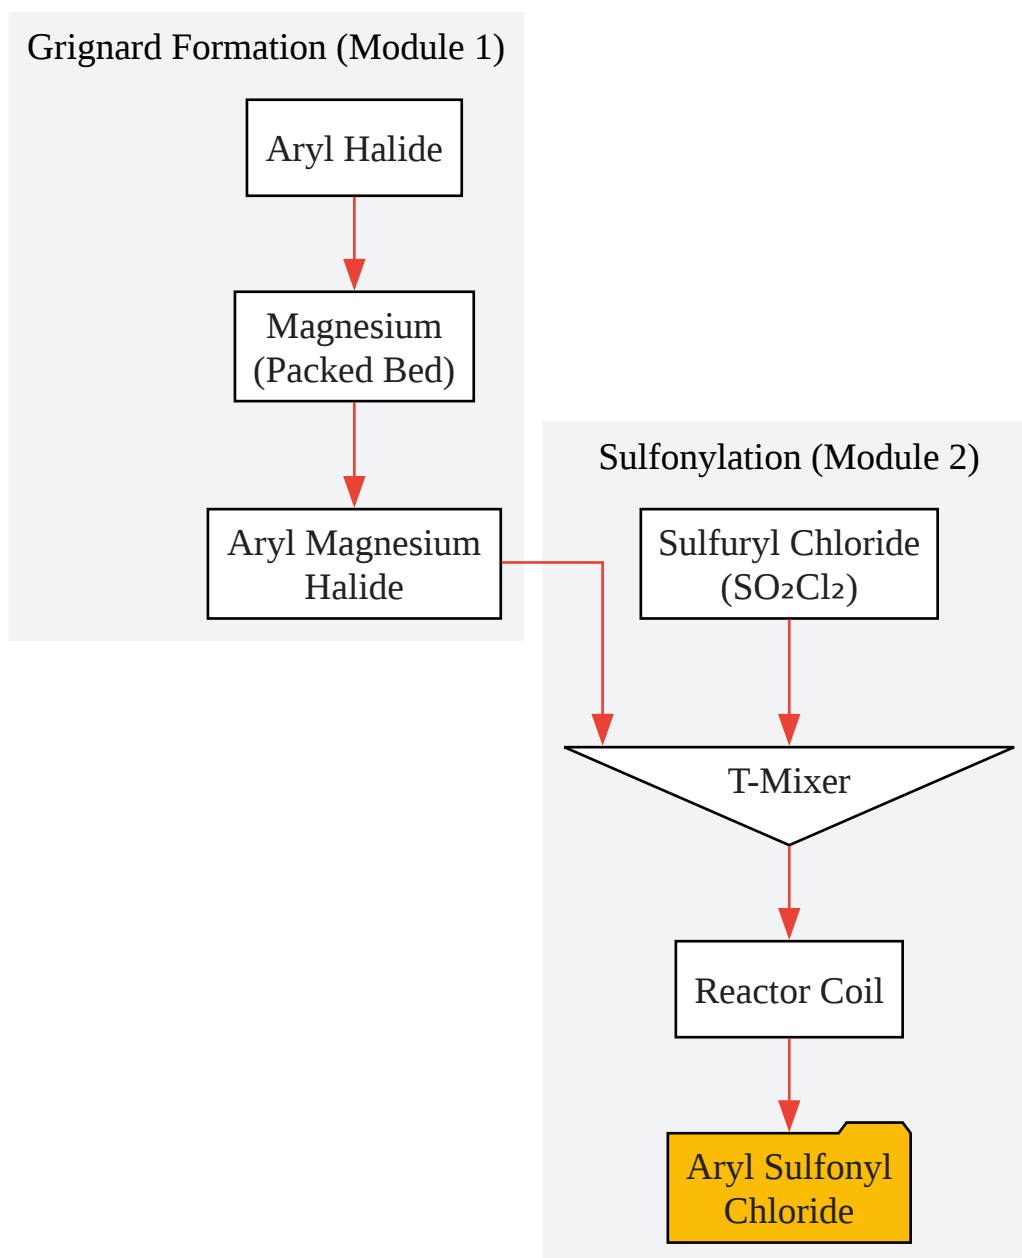 Grignard Formation (Module 1)
Aryl Halide
Magnesium
(Packed Bed)
Aryl Magnesium
Halide
Sulfonylation (Module 2)
Sulfuryl Chloride
(SO₂Cl₂)
T-Mixer
Reactor Coil
Aryl Sulfonyl
Chloride